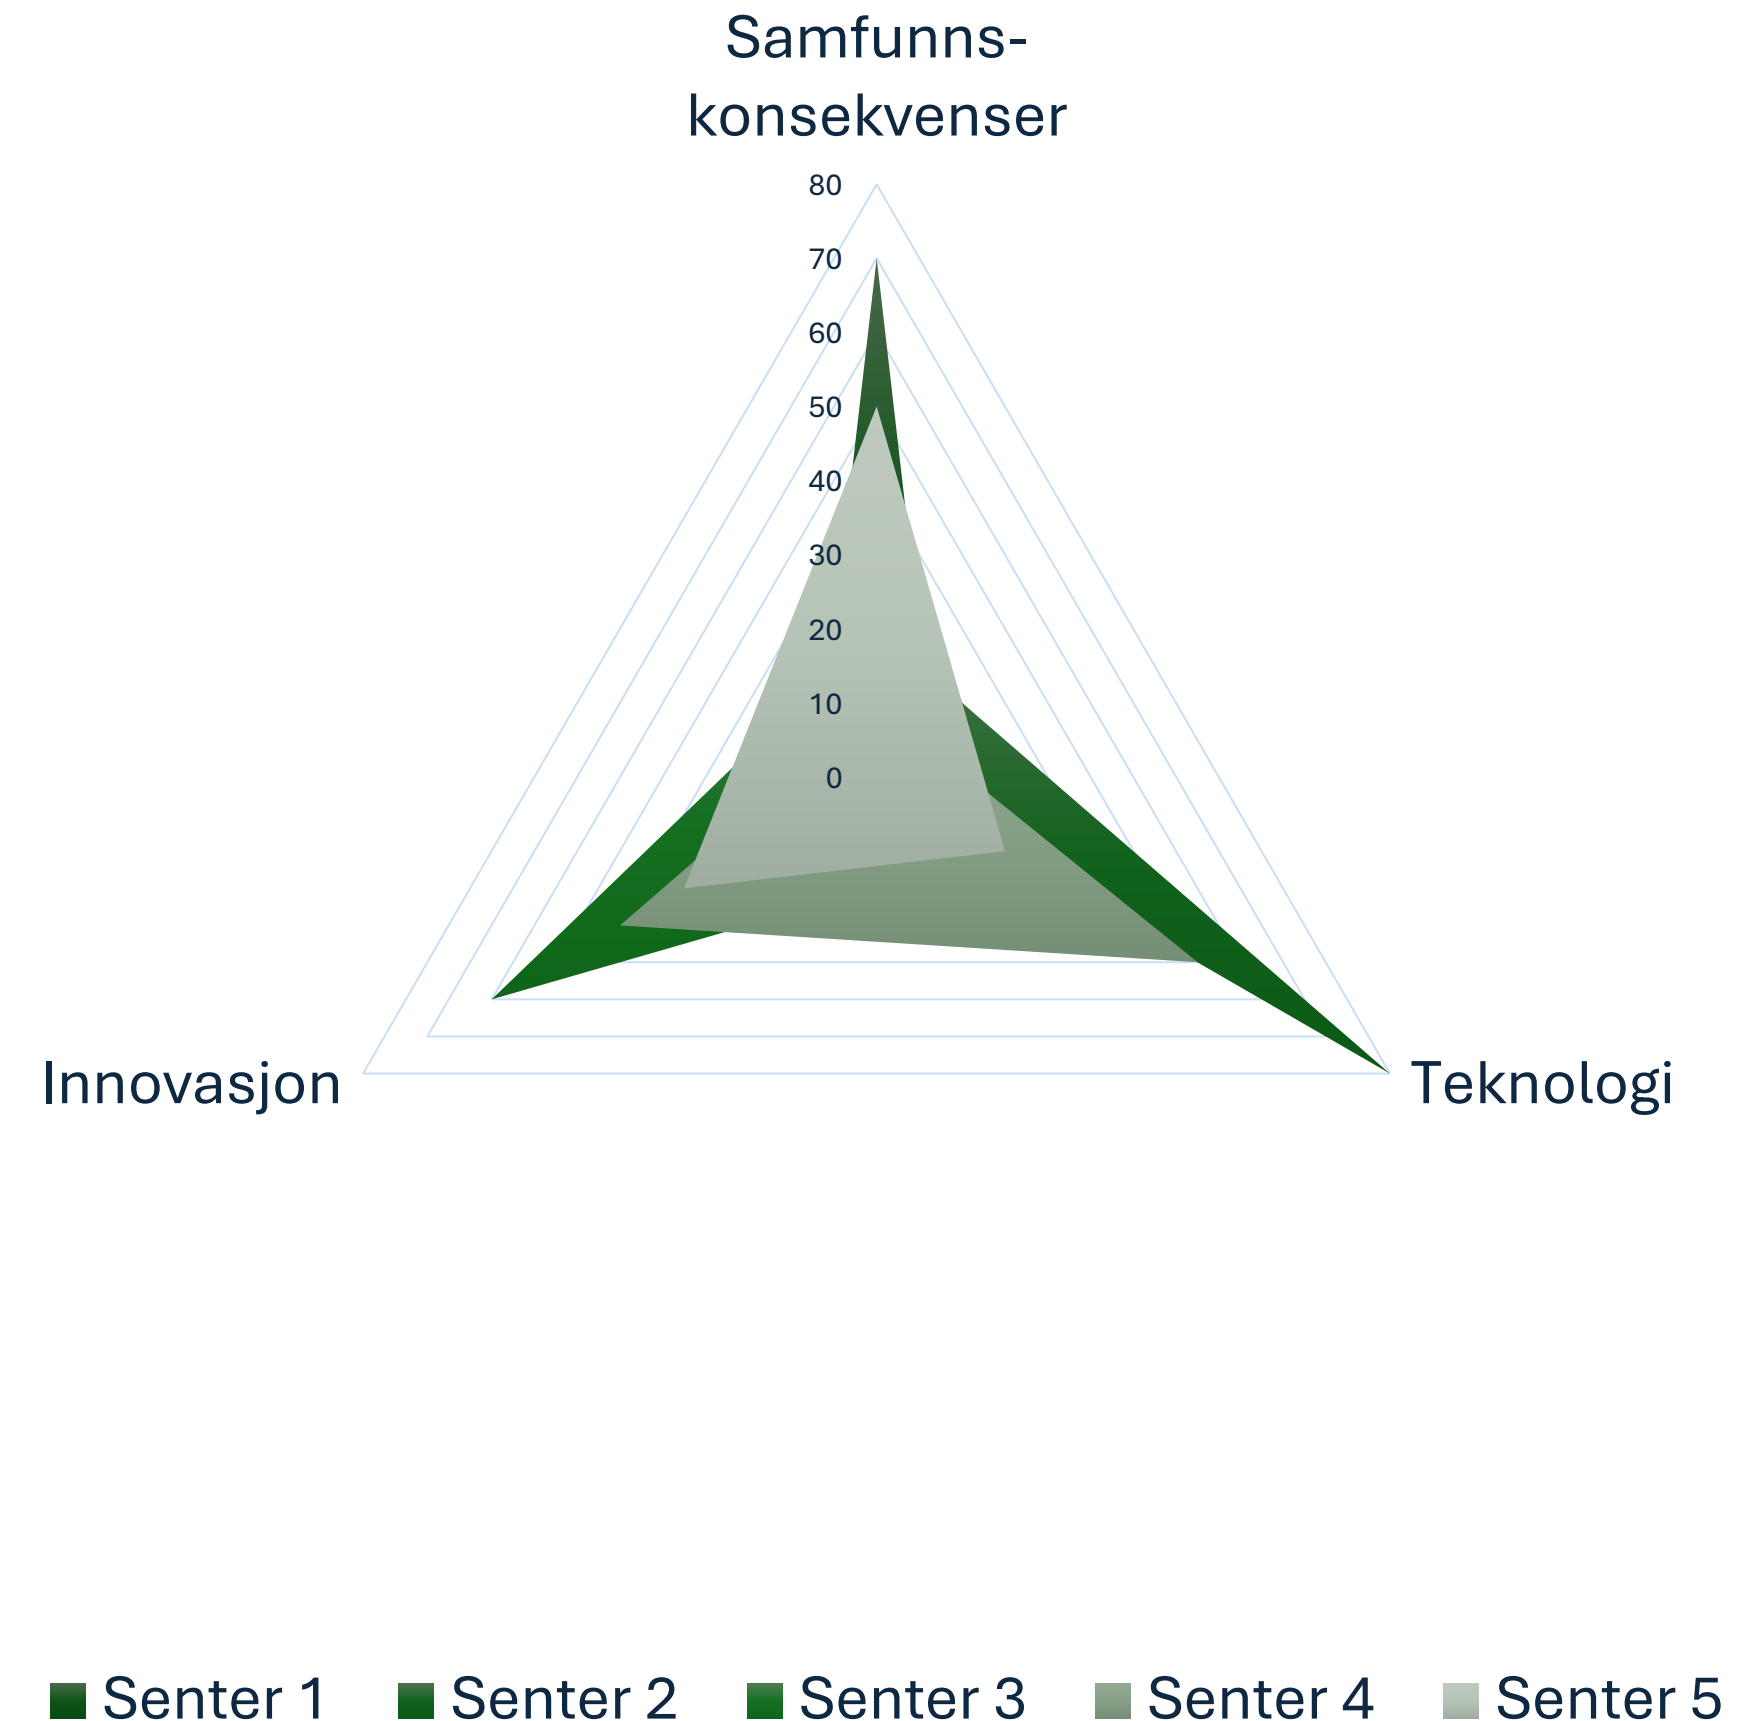 Samfunns-
konsekvenser
80
70
60
50
40
30
20
10
0
Innovasjon
Teknologi
Senter 1
Senter 2
Senter 3
Senter 4
Senter 5